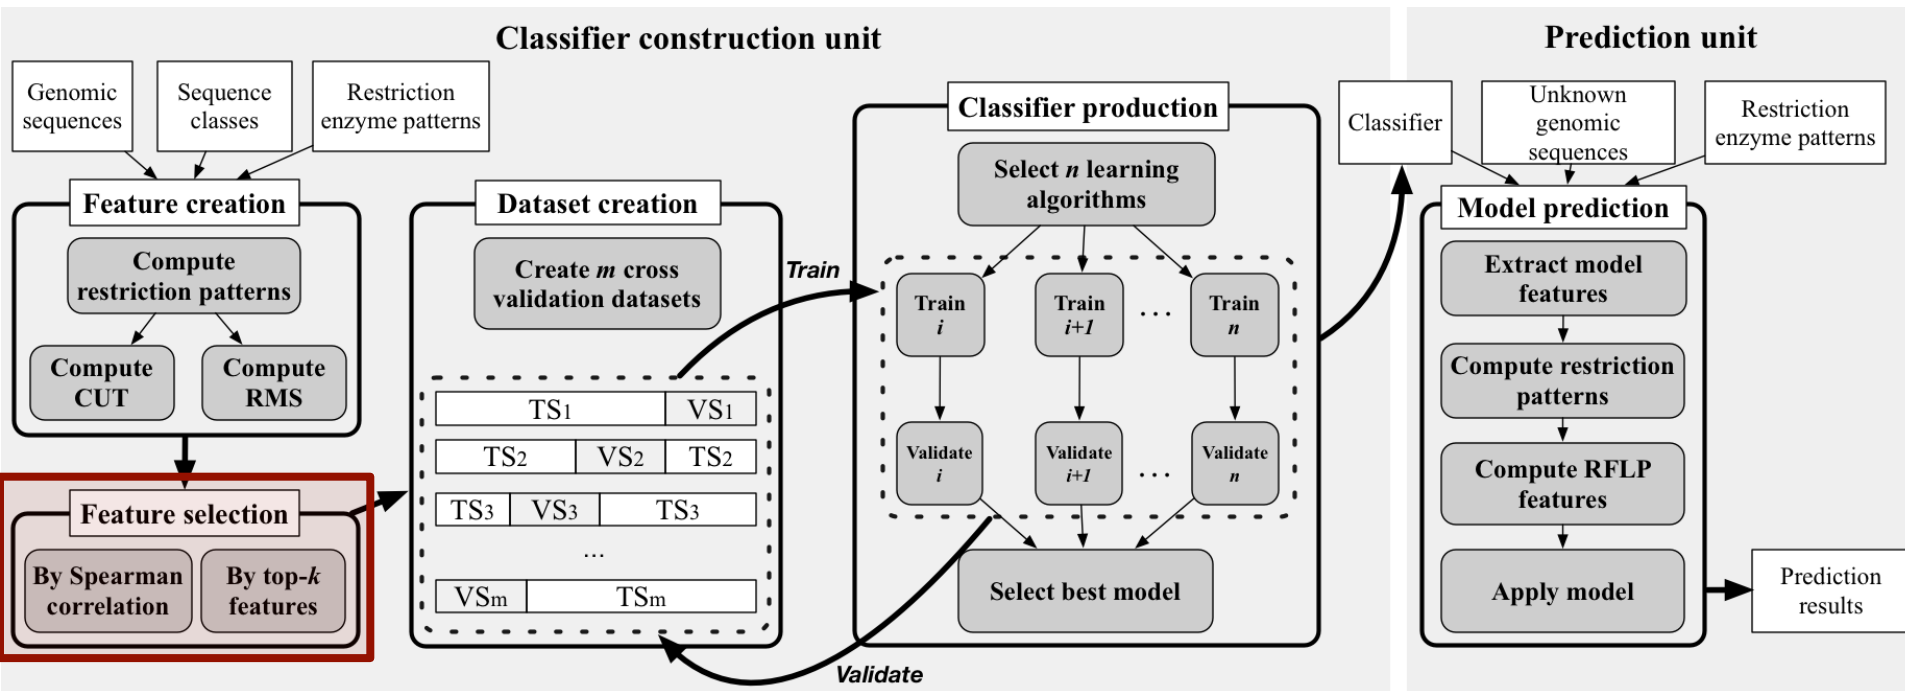 Classifier construction unit
Genomic
sequences
Sequence
classes
Restriction
enzyme patterns
Feature creation
Compute
restriction patterns
Compute
CUT
Compute
RMS
Feature selection
By Spearman
correlation
By top-k
features
Dataset creation
Create m cross
validation datasets
TS1 VS1
TS2 VS2 TS2
TS3 VS3 TS3
...
VSm TSm
Train
Validate
Classifier production
Select n learning
algorithms
Train
i
Train
i+1
...
Train
n
Validate
i
Validate
i+1
...
Validate
n
Select best model
Prediction unit
Classifier
Unknown
genomic
sequences
Restriction
enzyme patterns
Model prediction
Extract model
features
Compute restriction
patterns
Compute RFLP
features
Apply model
Prediction
results